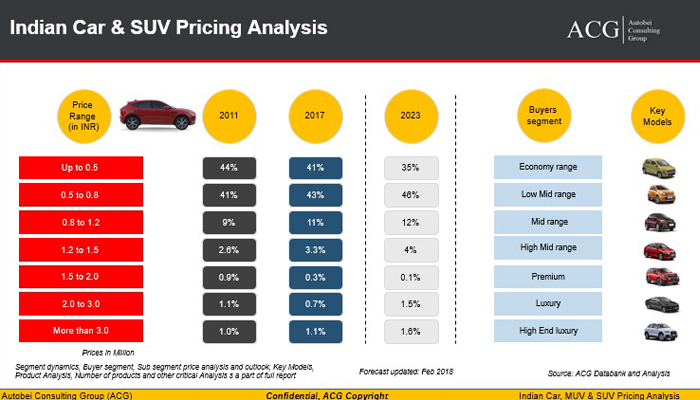 Indian Car & SUV Pricing Analysis
ACG
Autobei
Consulting
Group
Price
Range
(in INR)
2011
2017
2023
Buyers
segment
Key
Models
Up to 0.5 44% 41% 35% Economy range
0.5 to 0.8 41% 43% 46% Low Mid range
0.8 to 1.2 9% 11% 12% Mid range
1.2 to 1.5 2.6% 3.3% 4% High Mid range
1.5 to 2.0 0.9% 0.3% 0.1% Premium
2.0 to 3.0 1.1% 0.7% 1.5% Luxury
More than 3.0 1.0% 1.1% 1.6% High End luxury
Prices in Million
Segment dynamics, Buyer segment, Sub segment price analysis and outlook, Key Models,
Product Analysis, Number of products and other critical Analysis s a part of full report
Forecast updated: Feb 2018
Source: ACG Databank and Analysis
Autobei Consulting Group (ACG) Confidential, ACG Copyright Indian Car, MUV & SUV Pricing Analysis